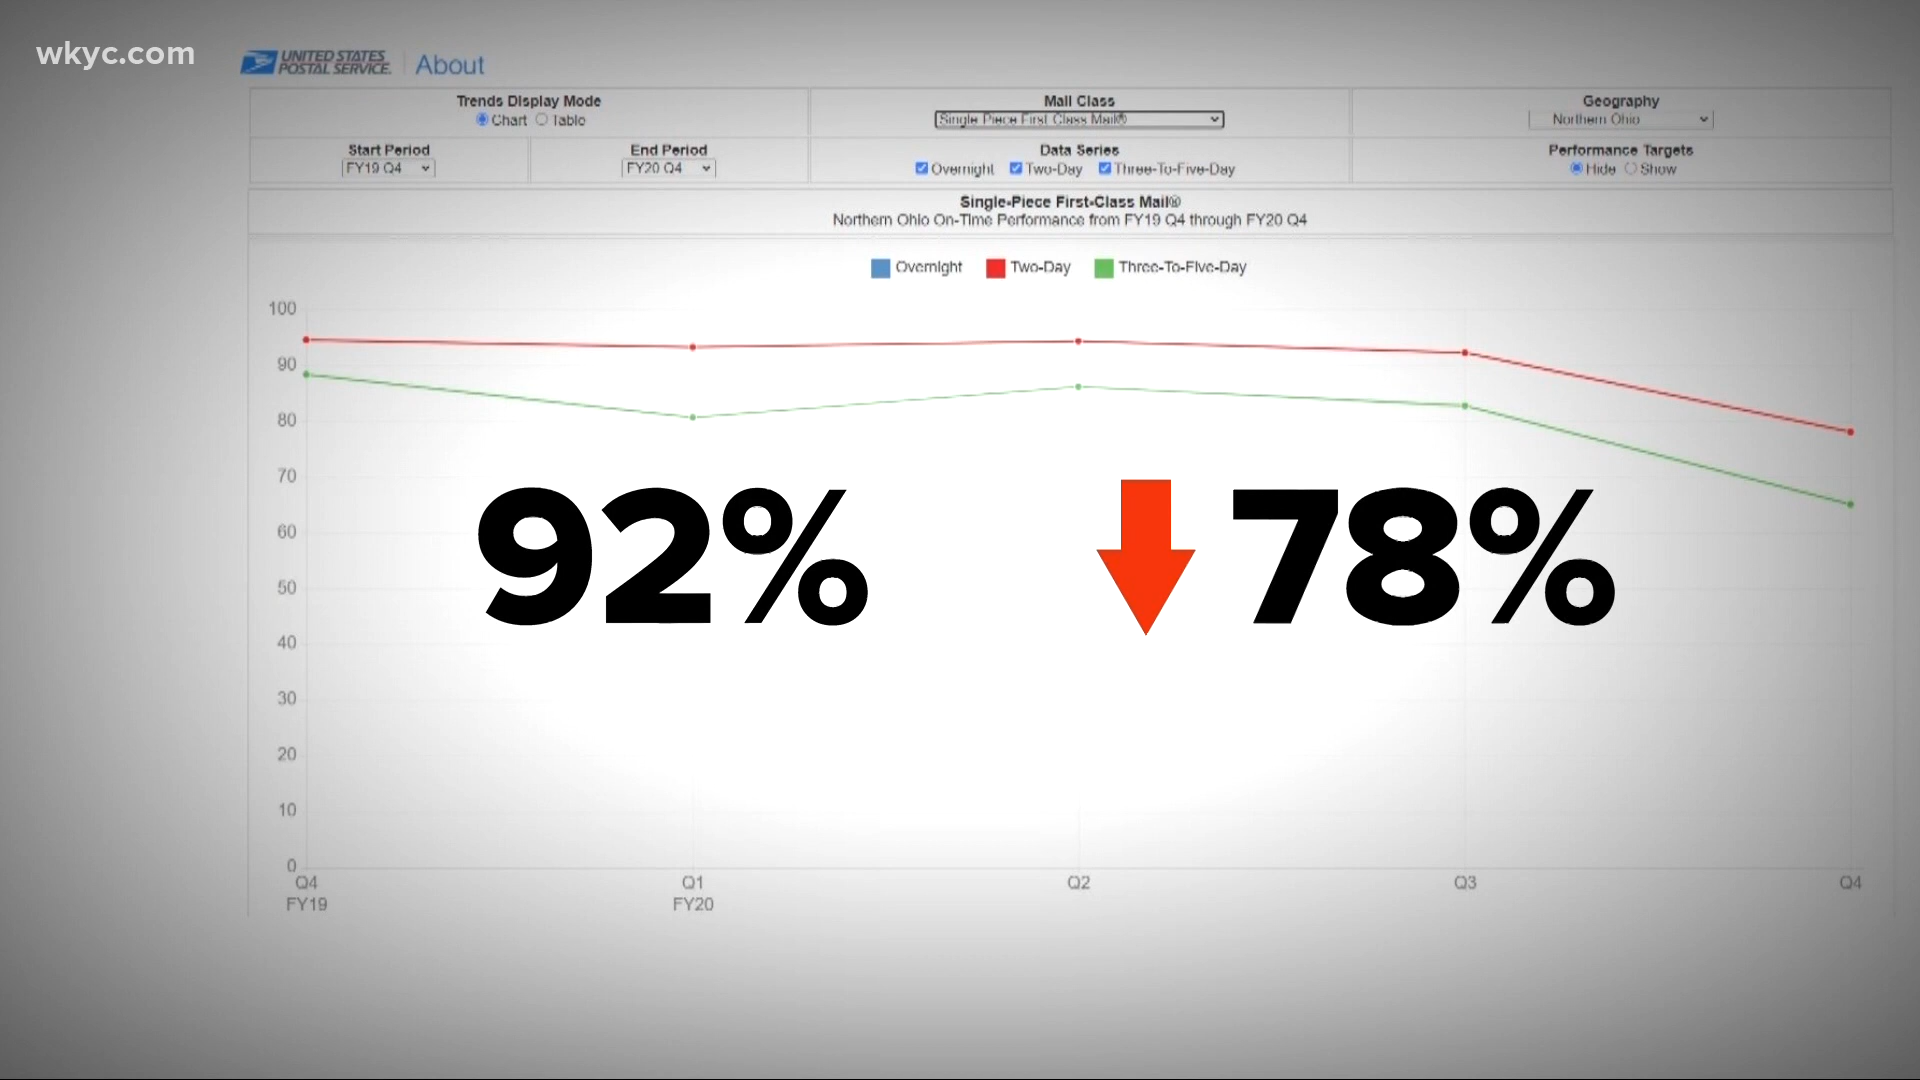 wkyc.com
UNITED STATES
POSTAL SERVICE.
About
Trends Display Mode
Chart Table
Mail Class
Single Piece First Class Mail®
Geography
Northern Ohio
Start Period
FY19 Q4
End Period
FY20 Q4
Data Series
Overnight Two-Day Three-To-Five-Day
Performance Targets
Hide Show
Single-Piece First-Class Mail®
Northern Ohio On-Time Performance from FY19 Q4 through FY20 Q4
Overnight Two-Day Three-To-Five-Day
100
90
80
70
60
50
40
30
20
10
0
92% 78%
Q4 Q1 Q2 Q3 Q4
FY19 FY20